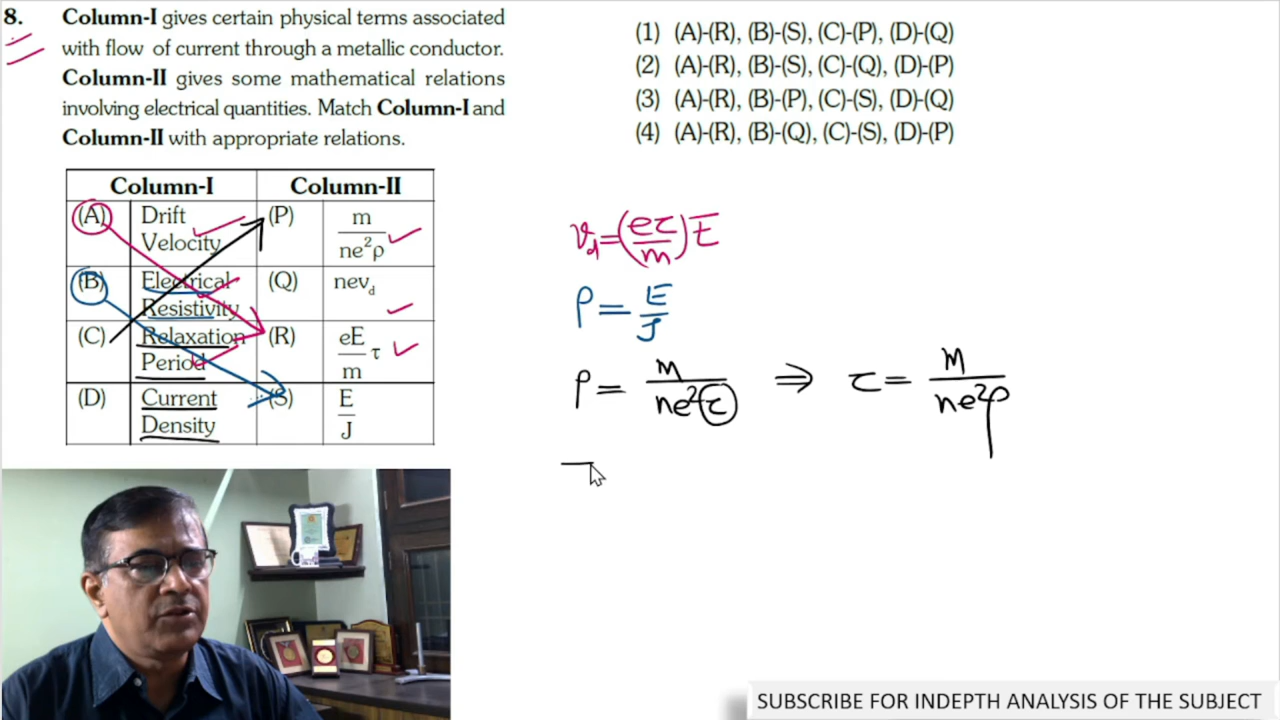 8. Column-I gives certain physical terms associated
with flow of current through a metallic conductor.
Column-II gives some mathematical relations
involving electrical quantities. Match Column-I and
Column-II with appropriate relations.
Column-I Column-II
(A) Drift Velocity (P) m/ne²ρ
(B) Electrical Resistivity (Q) nev_d
(C) Relaxation Period (R) eE/m τ
(D) Current Density (S) E/J
(1) (A)-(R), (B)-(S), (C)-(P), (D)-(Q)
(2) (A)-(R), (B)-(S), (C)-(Q), (D)-(P)
(3) (A)-(R), (B)-(P), (C)-(S), (D)-(Q)
(4) (A)-(R), (B)-(Q), (C)-(S), (D)-(P)
v_d = (eτ/m) E
ρ = E/J
ρ = m/ne²τ ⇒ τ = m/ne²ρ
SUBSCRIBE FOR INDEPTH ANALYSIS OF THE SUBJECT